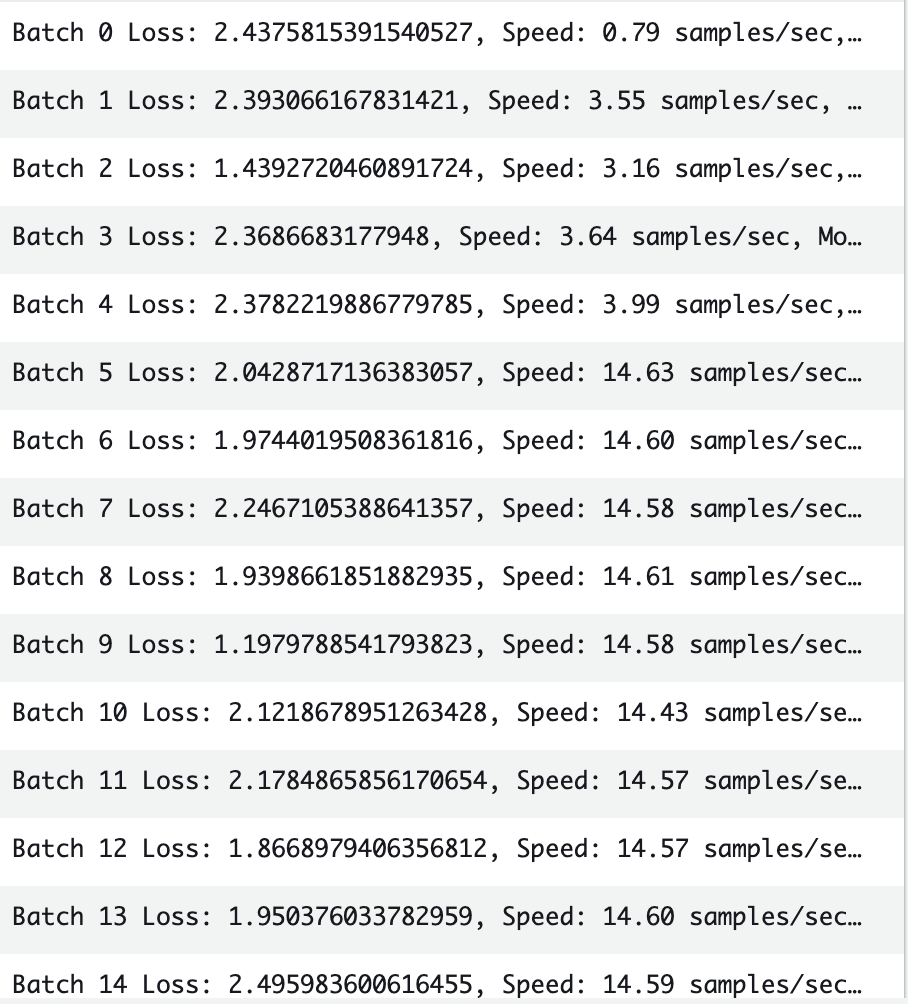 Batch 0 Loss: 2.4375815391540527, Speed: 0.79 samples/sec,…
Batch 1 Loss: 2.393066167831421, Speed: 3.55 samples/sec, …
Batch 2 Loss: 1.4392720460891724, Speed: 3.16 samples/sec,…
Batch 3 Loss: 2.3686683177948, Speed: 3.64 samples/sec, Mo…
Batch 4 Loss: 2.3782219886779785, Speed: 3.99 samples/sec,…
Batch 5 Loss: 2.0428717136383057, Speed: 14.63 samples/sec…
Batch 6 Loss: 1.9744019508361816, Speed: 14.60 samples/sec…
Batch 7 Loss: 2.2467105388641357, Speed: 14.58 samples/sec…
Batch 8 Loss: 1.9398661851882935, Speed: 14.61 samples/sec…
Batch 9 Loss: 1.1979788541793823, Speed: 14.58 samples/sec…
Batch 10 Loss: 2.1218678951263428, Speed: 14.43 samples/se…
Batch 11 Loss: 2.1784865856170654, Speed: 14.57 samples/se…
Batch 12 Loss: 1.8668979406356812, Speed: 14.57 samples/se…
Batch 13 Loss: 1.950376033782959, Speed: 14.60 samples/sec…
Batch 14 Loss: 2.495983600616455, Speed: 14.59 samples/sec…